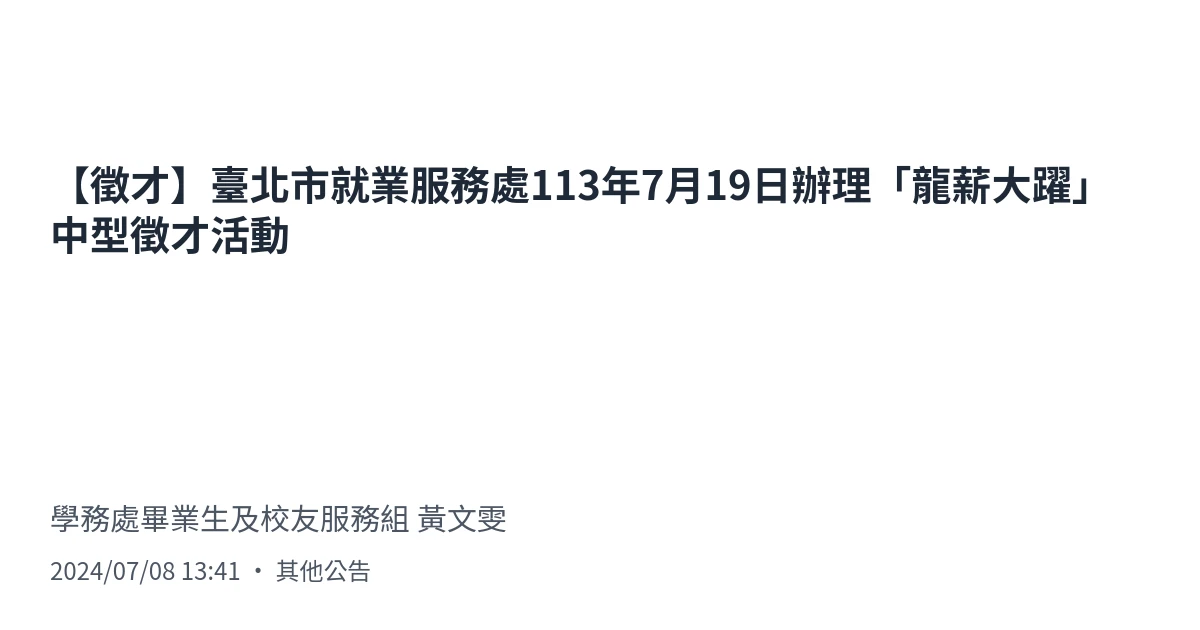 【徵才】臺北市就業服務處113年7月19日辦理「龍薪大躍」
中型徵才活動
學務處畢業生及校友服務組 黃文雯
2024/07/08 13:41 • 其他公告